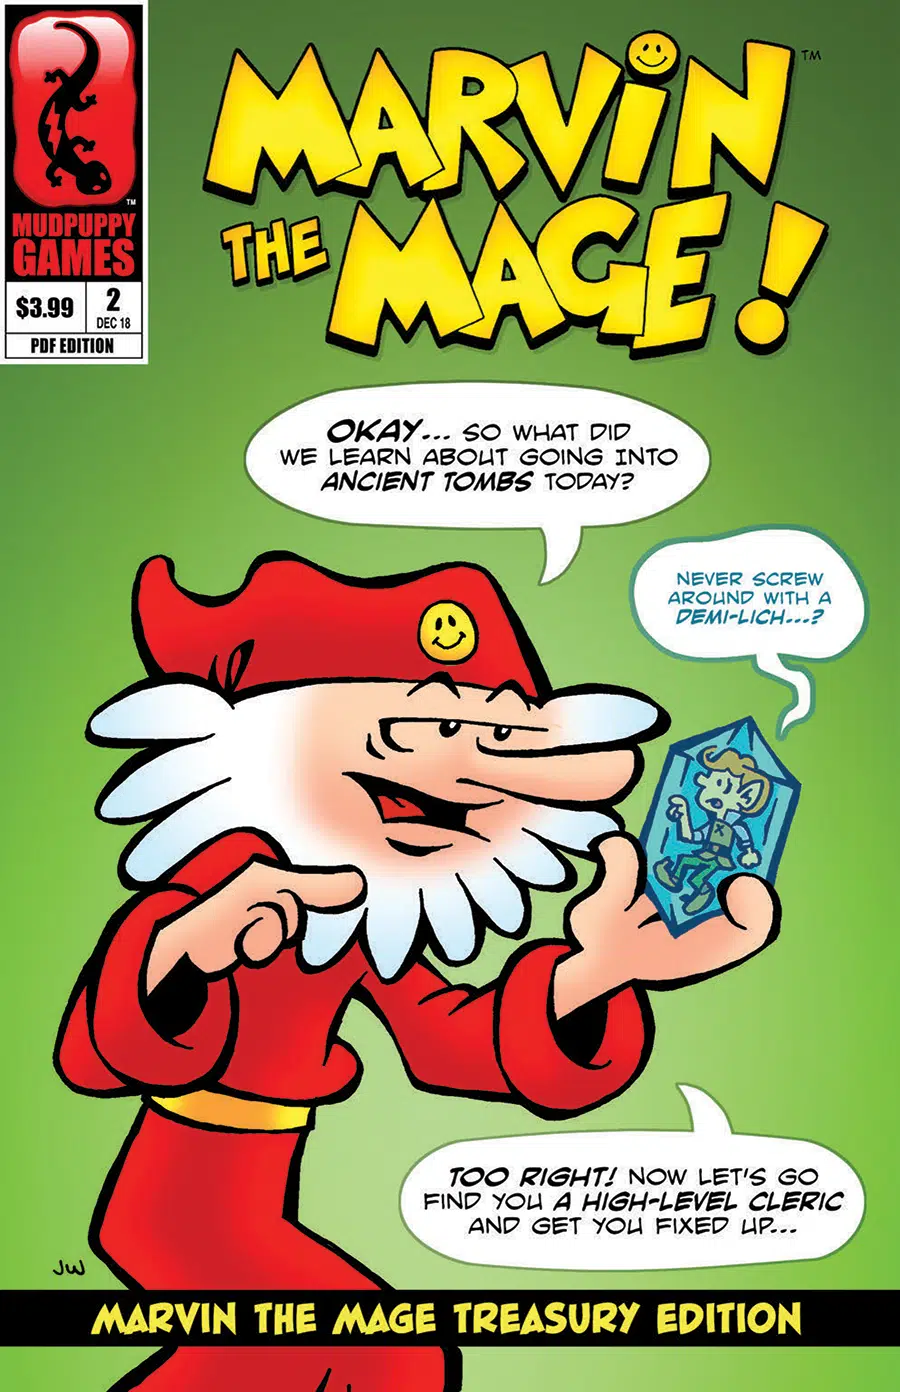 MARViN ™
THE MAGE!
™
MUDPUPPY
GAMES
$3.99
2
DEC 18
PDF EDITION
OKAY... SO WHAT DID
WE LEARN ABOUT GOING INTO
ANCIENT TOMBS TODAY?
NEVER SCREW
AROUND WITH A
DEMI-LICH...?
X
TOO RIGHT! NOW LET'S GO
FIND YOU A HIGH-LEVEL CLERIC
AND GET YOU FIXED UP...
JW
MARVIN THE MAGE TREASURY EDITION